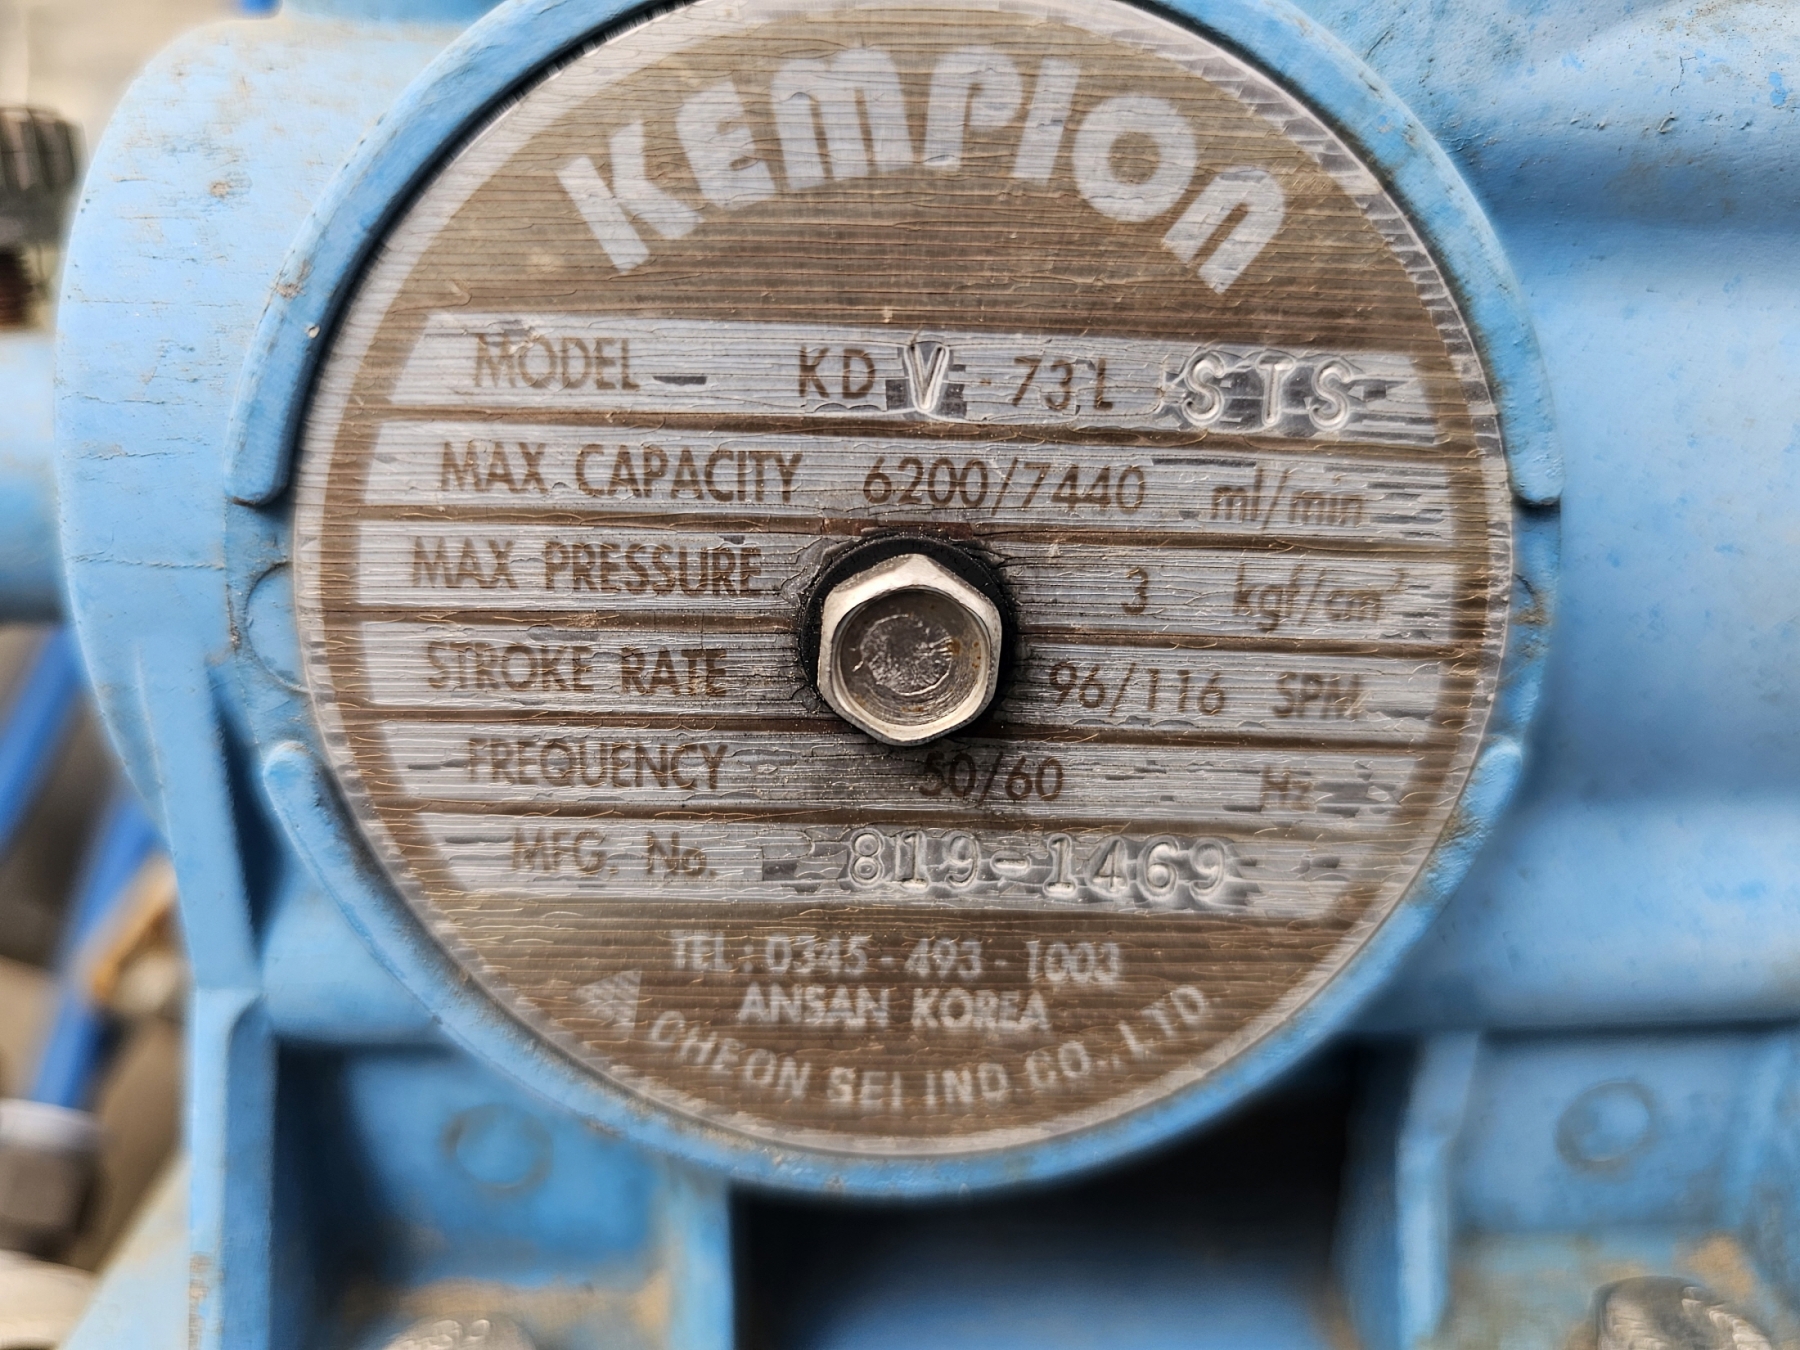 KEMPION
MODEL KD V - 73 L STS
MAX CAPACITY 6200/7440 ml/min
MAX PRESSURE 3 kgf/cm²
STROKE RATE 96/116 SPM
FREQUENCY 50/60 Hz
MFG. No. 819-1469
TEL : 0345 - 493 - 1003
ANSAN KOREA
CHEON SEI IND. CO., LTD.